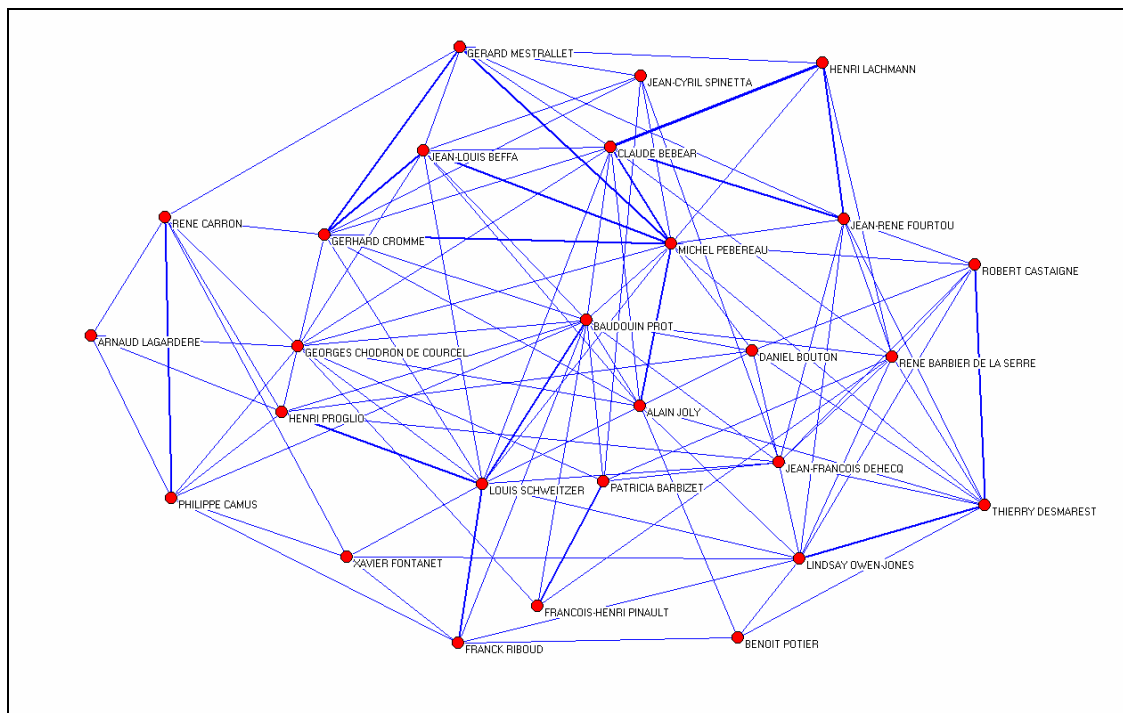 GERARD MESTRALLET
HENRI LACHMANN
JEAN-CYRIL SPINETTA
JEAN-LOUIS BEFFA
CLAUDE BEBEAR
RENE CARRON
JEAN-RENE FOURTOU
GERHARD CROMME
MICHEL PEBEREAU
ROBERT CASTAIGNE
BAUDOUIN PROT
ARNAUD LAGARDERE
GEORGES CHODRON DE COURCEL
DANIEL BOUTON
RENE BARBIER DE LA SERRE
HENRI PROGLIO
ALAIN JOLY
JEAN-FRANCOIS DEHECQ
LOUIS SCHWEITZER
PATRICIA BARBIZET
PHILIPPE CAMUS
THIERRY DESMAREST
XAVIER FONTANET
LINDSAY OWEN-JONES
FRANCOIS-HENRI PINAULT
FRANCK RIBOUD
BENOIT POTIER